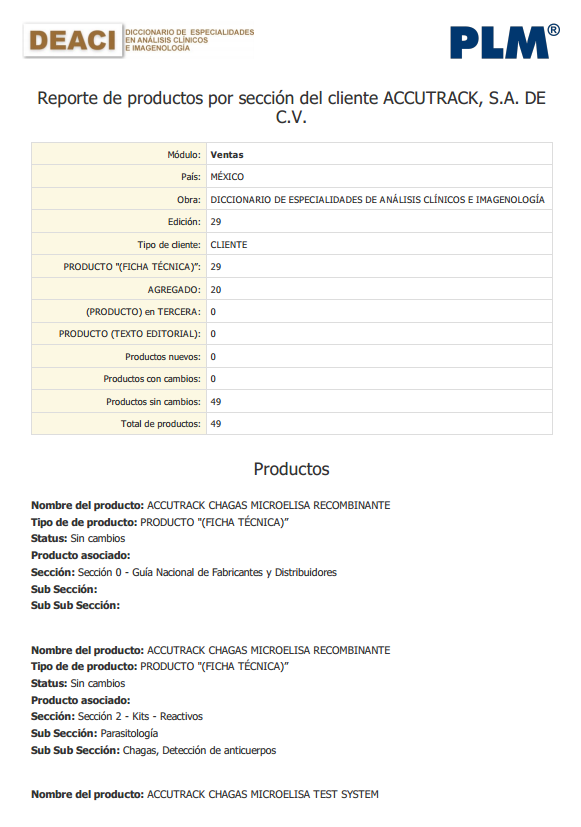 DEACI
DICCIONARIO DE ESPECIALIDADES
EN ANÁLISIS CLÍNICOS
E IMAGENOLOGÍA
PLM®
Reporte de productos por sección del cliente ACCUTRACK, S.A. DE
C.V.
Módulo: Ventas
País: MÉXICO
Obra: DICCIONARIO DE ESPECIALIDADES DE ANÁLISIS CLÍNICOS E IMAGENOLOGÍA
Edición: 29
Tipo de cliente: CLIENTE
PRODUCTO "(FICHA TÉCNICA)": 29
AGREGADO: 20
(PRODUCTO) en TERCERA: 0
PRODUCTO (TEXTO EDITORIAL): 0
Productos nuevos: 0
Productos con cambios: 0
Productos sin cambios: 49
Total de productos: 49
Productos
Nombre del producto: ACCUTRACK CHAGAS MICROELISA RECOMBINANTE
Tipo de de producto: PRODUCTO "(FICHA TÉCNICA)"
Status: Sin cambios
Producto asociado:
Sección: Sección 0 - Guía Nacional de Fabricantes y Distribuidores
Sub Sección:
Sub Sub Sección:
Nombre del producto: ACCUTRACK CHAGAS MICROELISA RECOMBINANTE
Tipo de de producto: PRODUCTO "(FICHA TÉCNICA)"
Status: Sin cambios
Producto asociado:
Sección: Sección 2 - Kits - Reactivos
Sub Sección: Parasitología
Sub Sub Sección: Chagas, Detección de anticuerpos
Nombre del producto: ACCUTRACK CHAGAS MICROELISA TEST SYSTEM